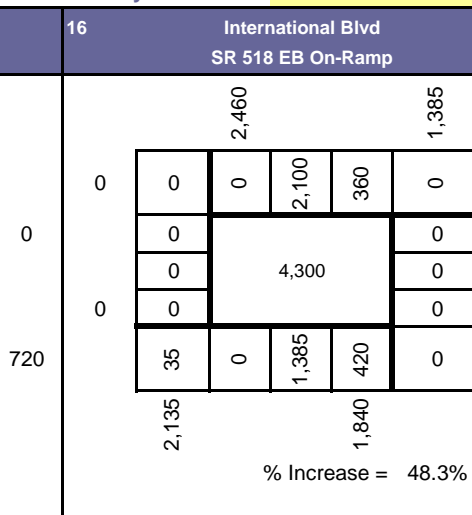 16 International Blvd
SR 518 EB On-Ramp
2,460 1,385
0 0 0 2,100 360 0
0 0 0
0 4,300 0
0 0 0
720 35 0 1,385 420 0
2,135 1,840
% Increase = 48.3%